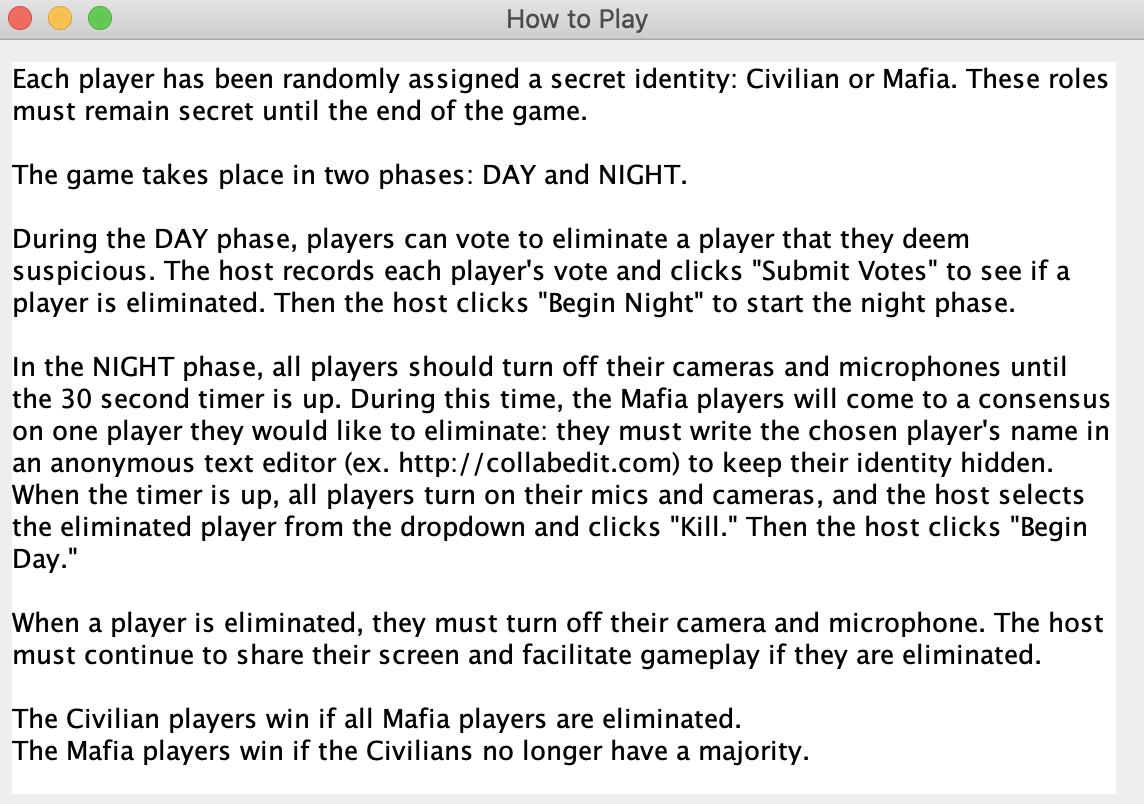 How to Play
Each player has been randomly assigned a secret identity: Civilian or Mafia. These roles
must remain secret until the end of the game.
The game takes place in two phases: DAY and NIGHT.
During the DAY phase, players can vote to eliminate a player that they deem
suspicious. The host records each player's vote and clicks "Submit Votes" to see if a
player is eliminated. Then the host clicks "Begin Night" to start the night phase.
In the NIGHT phase, all players should turn off their cameras and microphones until
the 30 second timer is up. During this time, the Mafia players will come to a consensus
on one player they would like to eliminate: they must write the chosen player's name in
an anonymous text editor (ex. http://collabedit.com) to keep their identity hidden.
When the timer is up, all players turn on their mics and cameras, and the host selects
the eliminated player from the dropdown and clicks "Kill." Then the host clicks "Begin
Day."
When a player is eliminated, they must turn off their camera and microphone. The host
must continue to share their screen and facilitate gameplay if they are eliminated.
The Civilian players win if all Mafia players are eliminated.
The Mafia players win if the Civilians no longer have a majority.